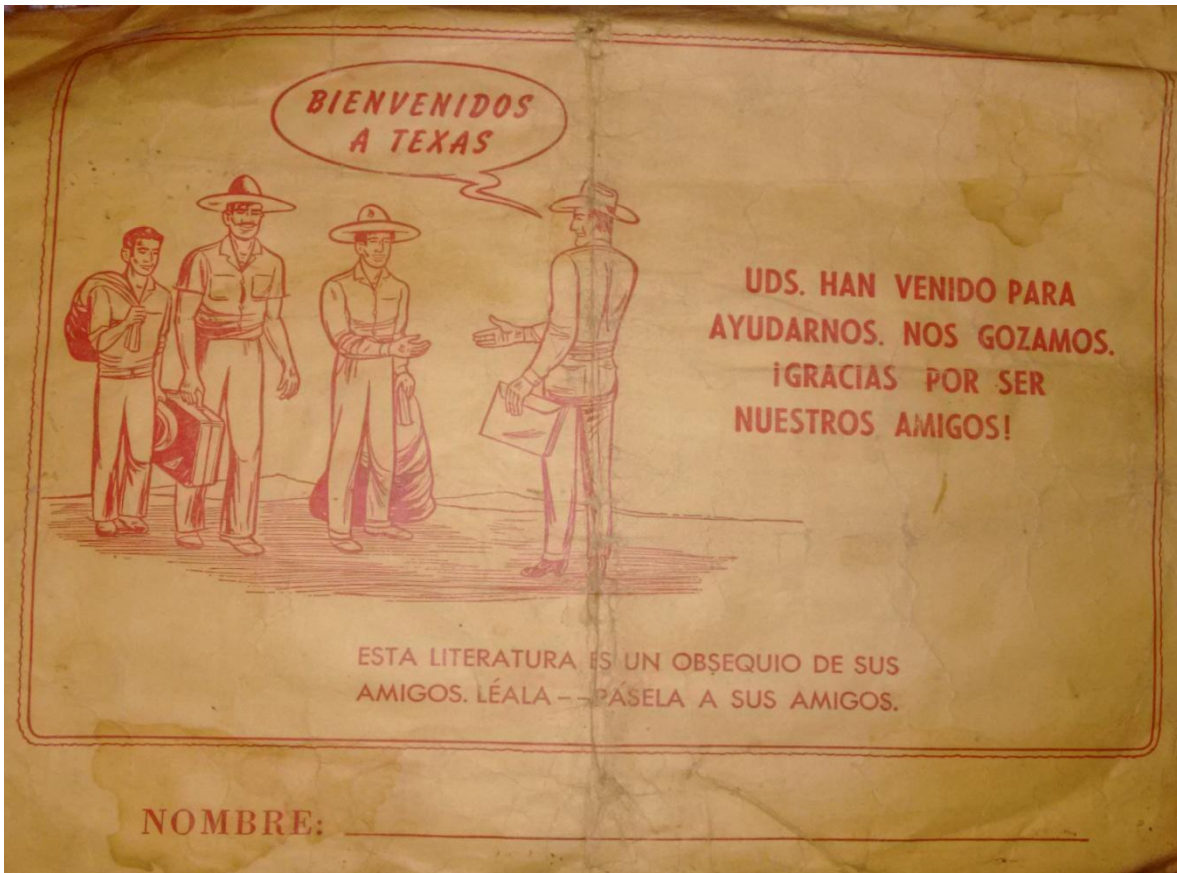 BIENVENIDOS
A TEXAS
UDS. HAN VENIDO PARA
AYUDARNOS. NOS GOZAMOS.
¡GRACIAS POR SER
NUESTROS AMIGOS!
ESTA LITERATURA ES UN OBSEQUIO DE SUS
AMIGOS. LÉALA--PÁSELA A SUS AMIGOS.
NOMBRE: